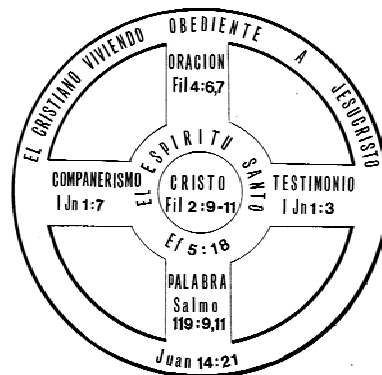 EL CRISTIANO VIVIENDO OBEDIENTE A JESUCRISTO
ORACION
Fil 4:6,7
EL ESPIRITU SANTO
COMPANERISMO
I Jn 1:7
CRISTO
Fil 2:9-11
TESTIMONIO
I Jn 1:3
Ef 5:18
PALABRA
Salmo
119:9,11
Juan 14:21